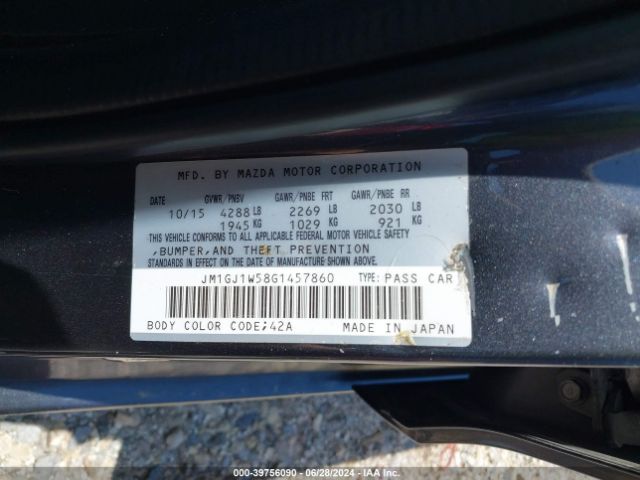 MFD. BY MAZDA MOTOR CORPORATION
DATE GVWR/PNBV GAWR/PNBE FRT GAWR/PNBE RR
10/15 4288 LB 2269 LB 2030 LB
1945 KG 1029 KG 921 KG
THIS VEHICLE CONFORMS TO ALL APPLICABLE FEDERAL MOTOR VEHICLE SAFETY
,BUMPER,AND THEFT PREVENTION
STANDARDS IN EFFECT ON THE DATE OF MANUFACTURE SHOWN ABOVE.
JM1GJ1W58G1457860 TYPE: PASS CAR
BODY COLOR CODE:42A MADE IN JAPAN
000-39756090 - 06/28/2024 - IAA Inc.